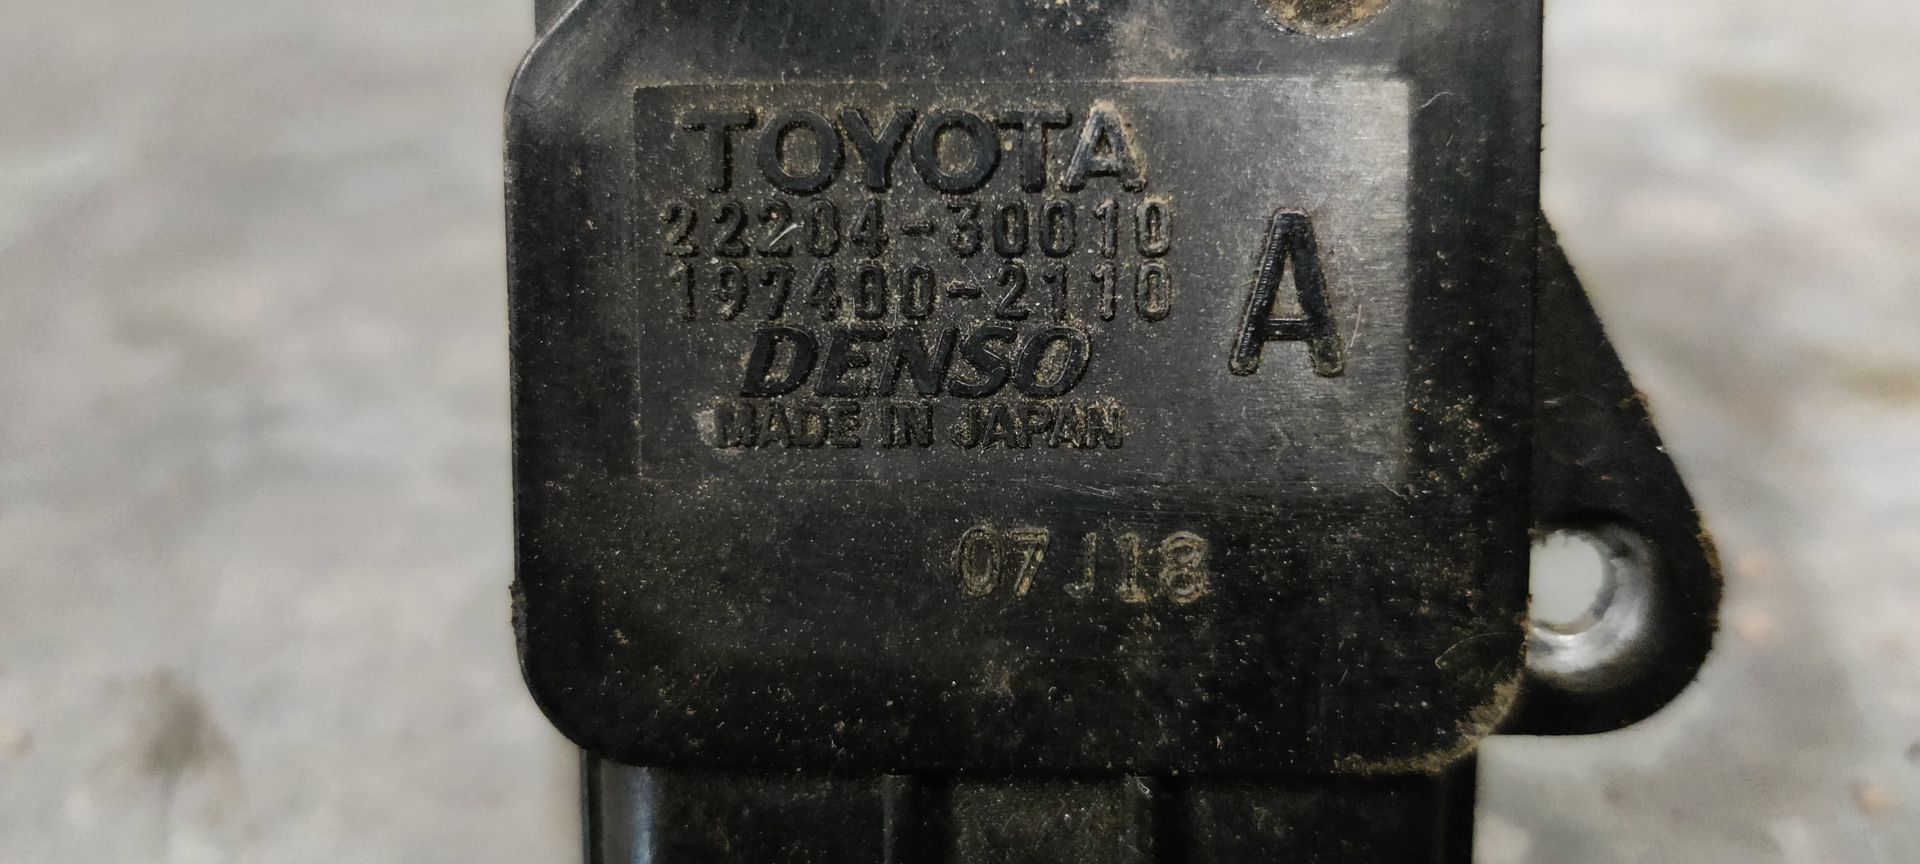 TOYOTA
22204-30010
197400-2110
A
DENSO
MADE IN JAPAN
07J18